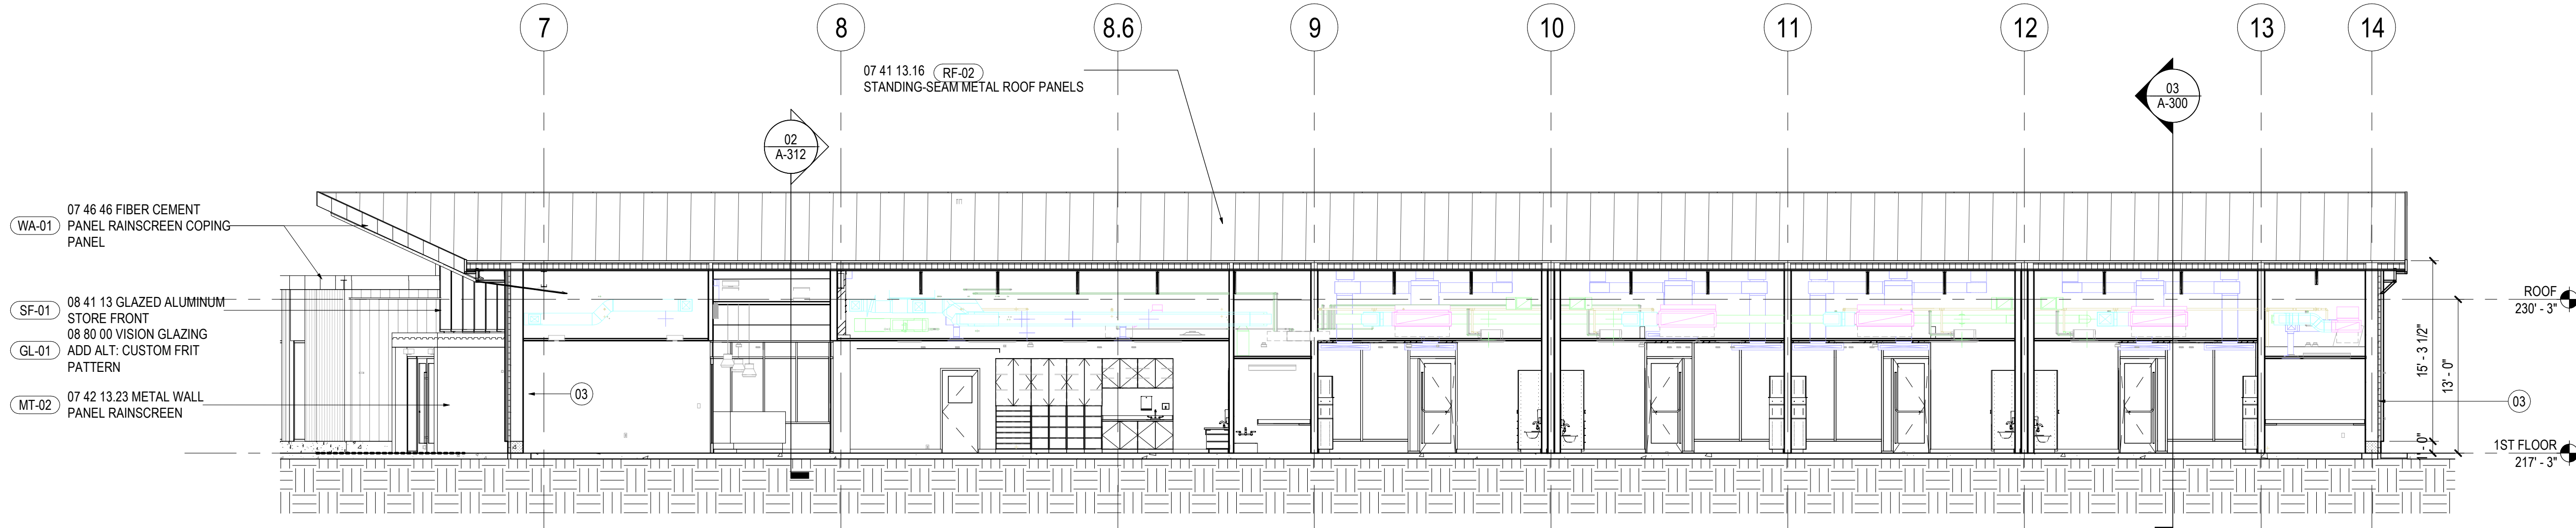 7
8
8.6
9
10
11
12
13
14
07 41 13.16 RF-02
STANDING-SEAM METAL ROOF PANELS
03
A-300
02
A-312
WA-01
07 46 46 FIBER CEMENT
PANEL RAINSCREEN COPING
PANEL
SF-01
08 41 13 GLAZED ALUMINUM
STORE FRONT
08 80 00 VISION GLAZING
GL-01
ADD ALT: CUSTOM FRIT
PATTERN
MT-02
07 42 13.23 METAL WALL
PANEL RAINSCREEN
03
ROOF
230' - 3"
15' - 3 1/2"
13' - 0"
03
1ST FLOOR
217' - 3"